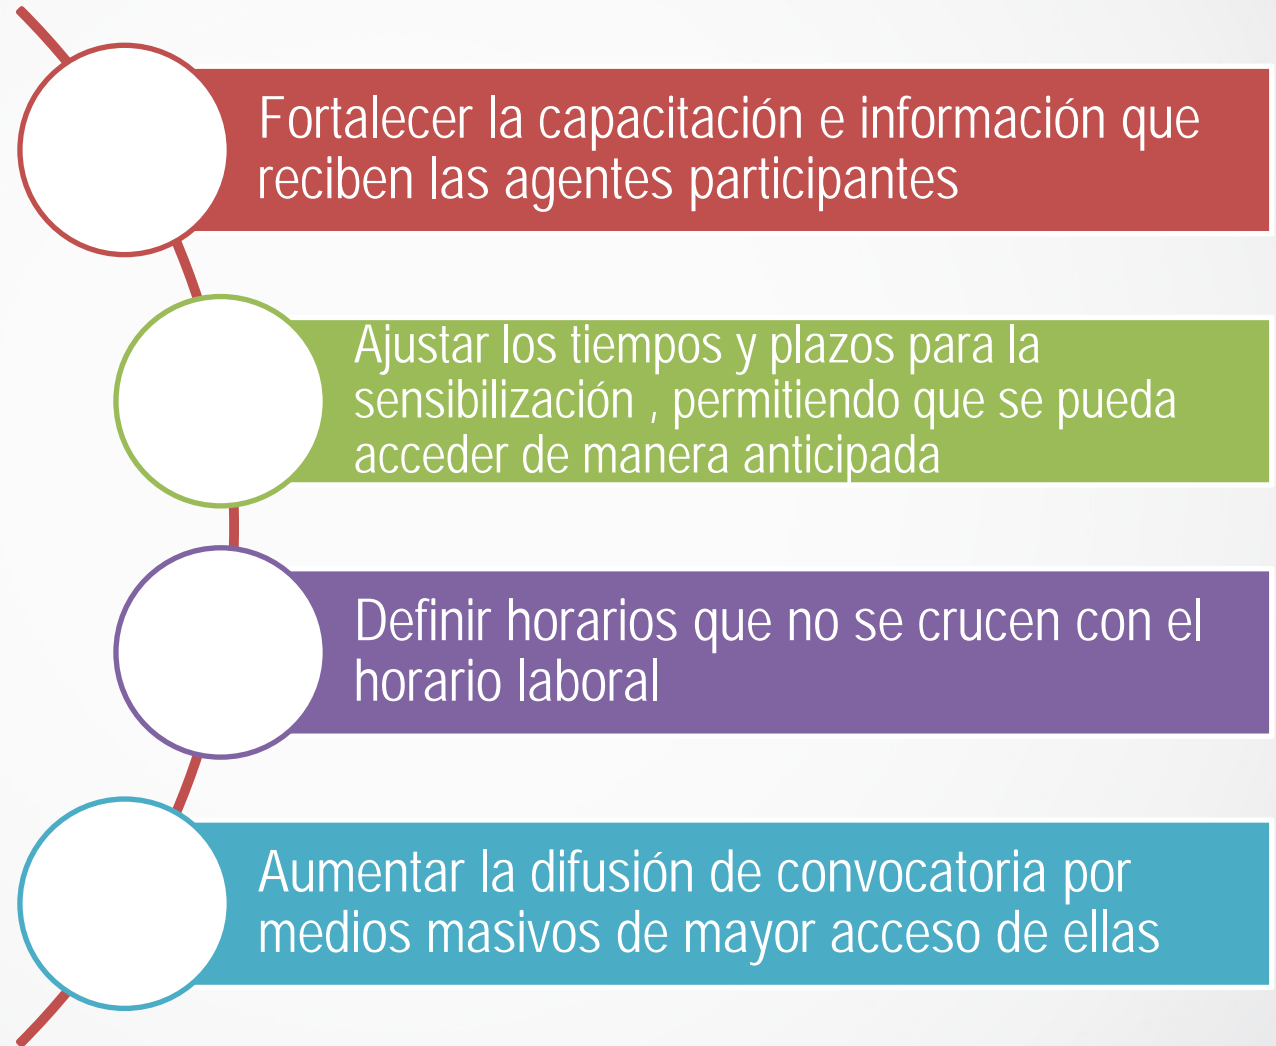 Fortalecer la capacitación e información que
reciben las agentes participantes
Ajustar los tiempos y plazos para la
sensibilización , permitiendo que se pueda
acceder de manera anticipada
Definir horarios que no se crucen con el
horario laboral
Aumentar la difusión de convocatoria por
medios masivos de mayor acceso de ellas